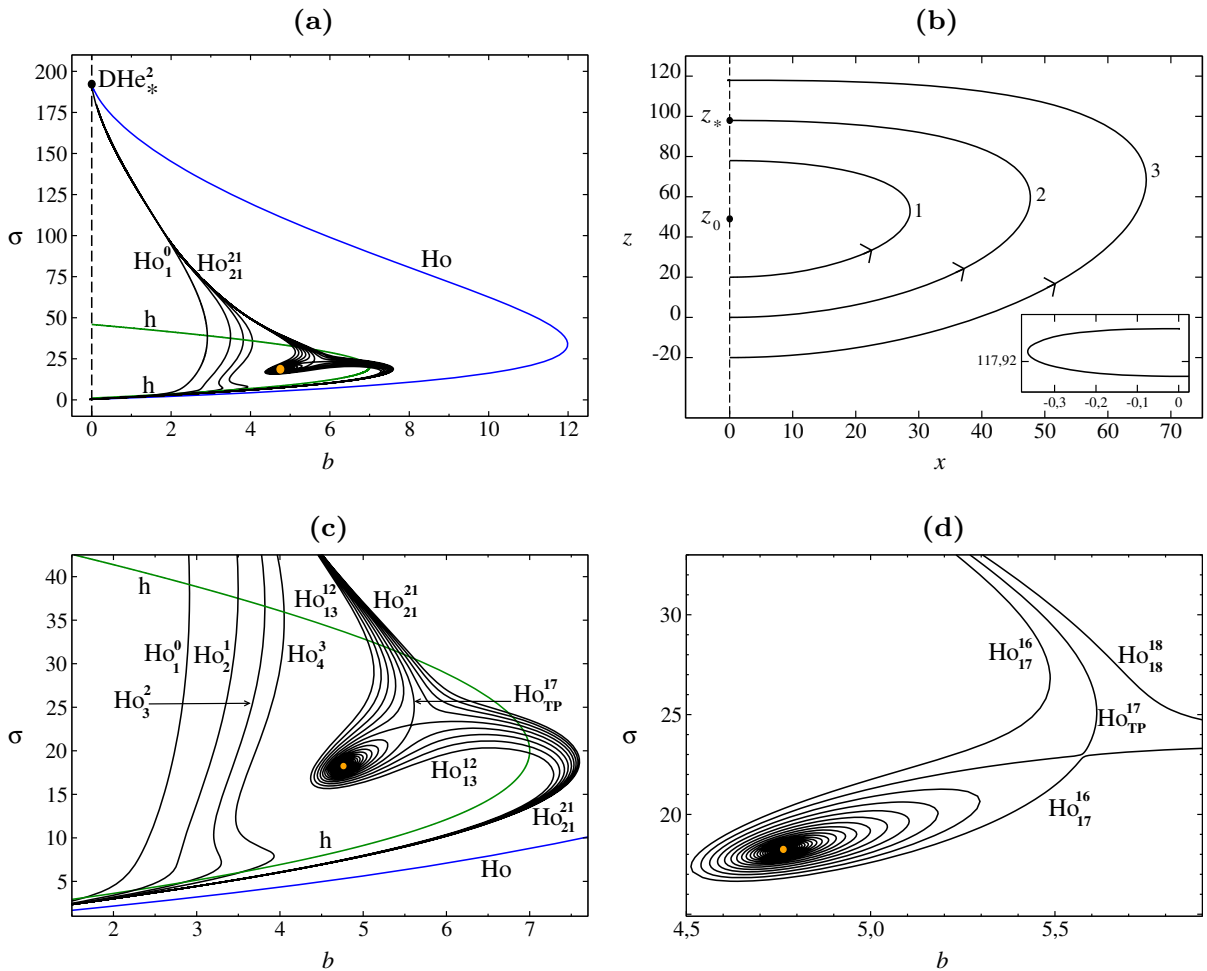 (a)
200
175
150
125
100
75
50
25
0
σ
DHe²*
Ho⁰₁
Ho²¹₂₁
Ho
h
h
0
2
4
6
8
10
12
b
(b)
120
100
80
60
40
20
0
-20
z
z*
z₀
1
2
3
117,92
-0,3
-0,2
-0,1
0
0
10
20
30
40
50
60
70
x
(c)
40
35
30
25
20
15
10
5
σ
h
Ho¹²₁₃
Ho²¹₂₁
Ho⁰₁
Ho¹₂
Ho³₄
Ho²₃
Ho¹⁷TP
Ho¹²₁₃
Ho²¹₂₁
h
Ho
2
3
4
5
6
7
b
(d)
30
25
20
15
σ
Ho¹⁶₁₇
Ho¹⁸₁₈
Ho¹⁷TP
Ho¹⁶₁₇
4,5
5,0
5,5
b